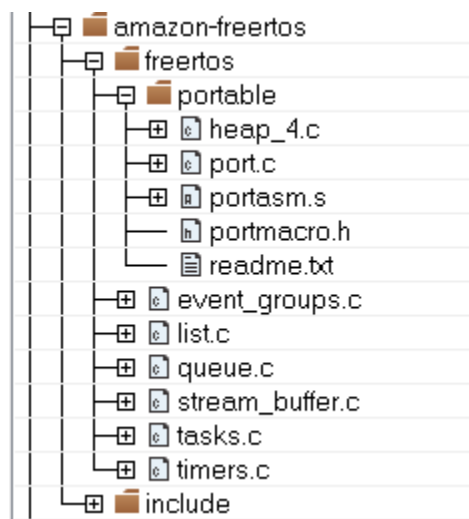 amazon-freertos
freertos
portable
heap_4.c
port.c
portasm.s
portmacro.h
readme.txt
event_groups.c
list.c
queue.c
stream_buffer.c
tasks.c
timers.c
include